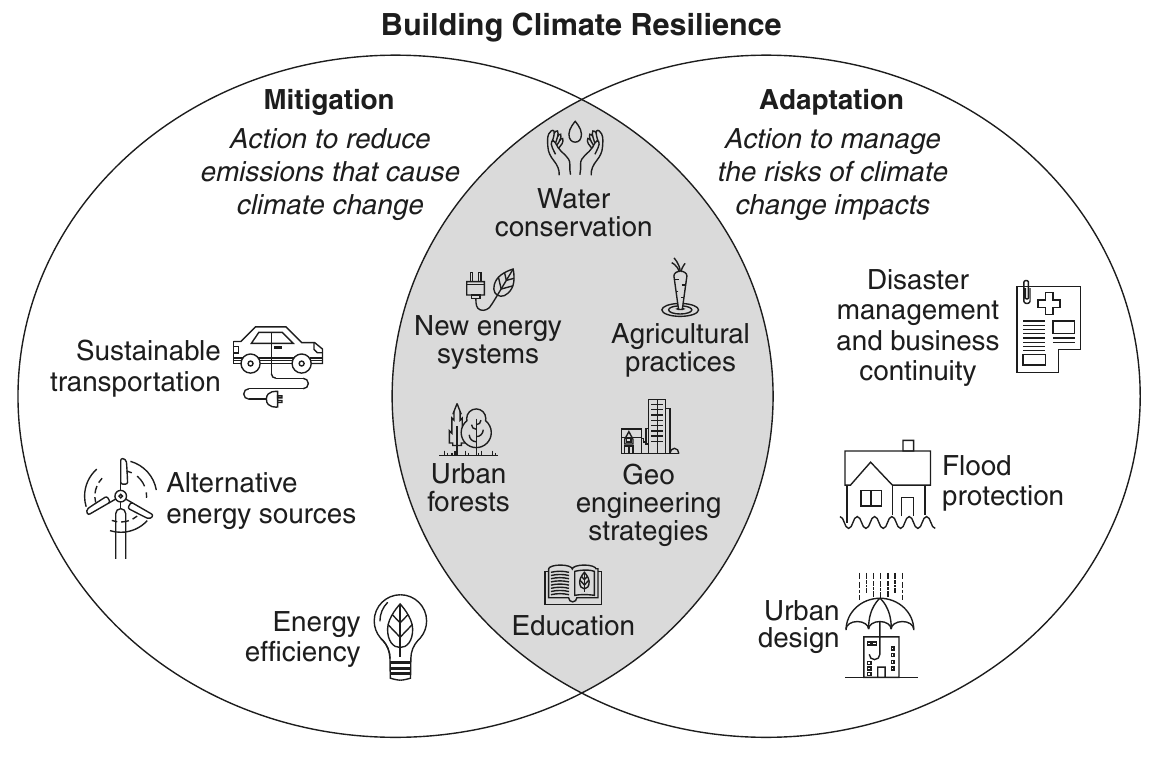 Building Climate Resilience
Mitigation
Action to reduce
emissions that cause
climate change
Sustainable
transportation
Alternative
energy sources
Energy
efficiency
Water
conservation
New energy
systems
Agricultural
practices
Urban
forests
Geo
engineering
strategies
Education
Adaptation
Action to manage
the risks of climate
change impacts
Disaster
management
and business
continuity
Flood
protection
Urban
design